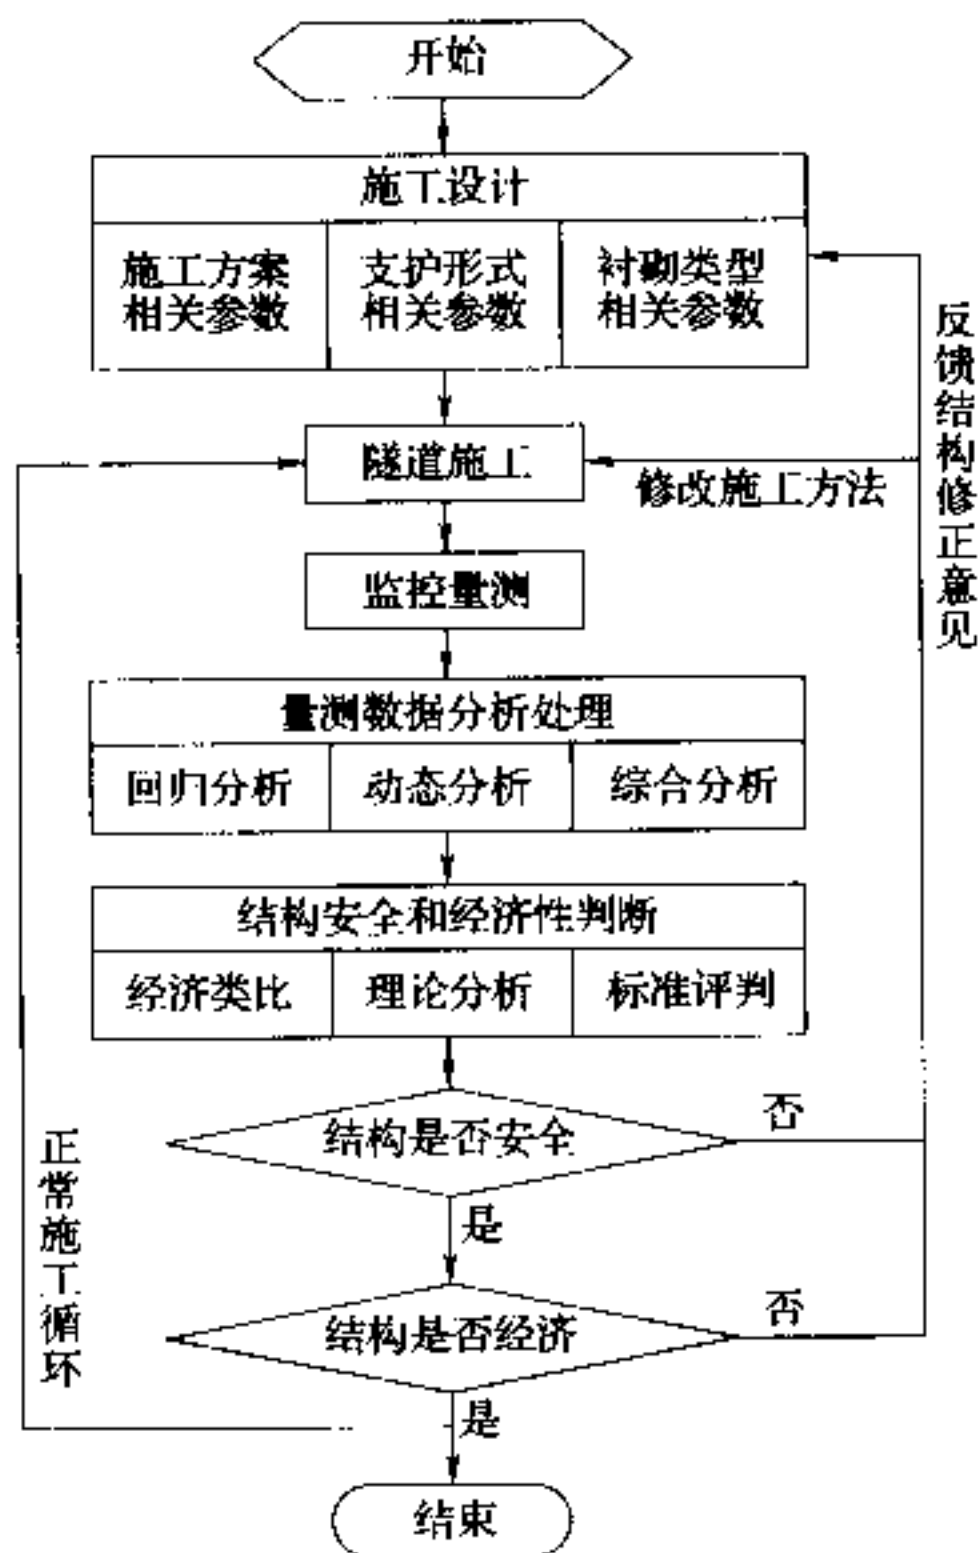 开始
施工设计
施工方案
相关参数
支护形式
相关参数
衬砌类型
相关参数
隧道施工
修改施工方法
反馈结构修正意见
监控量测
量测数据分析处理
回归分析
动态分析
综合分析
结构安全和经济性判断
经济类比
理论分析
标准评判
结构是否安全
否
是
结构是否经济
否
是
正常施工循环
结束